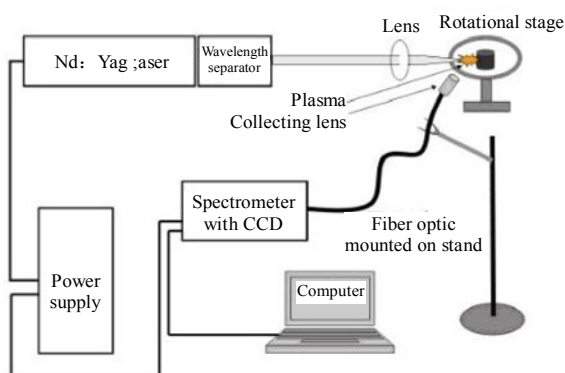 Lens
Rotational stage
Nd： Yag ;aser
Wavelength
separator
Plasma
Collecting lens
Spectrometer
with CCD
Fiber optic
mounted on stand
Power
supply
Computer